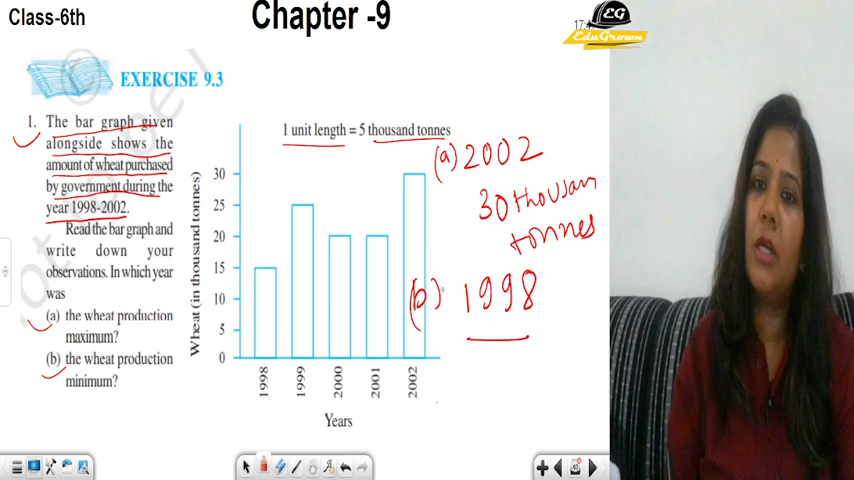 Class-6th
Chapter -9
17:4
EG
EduGrown
EXERCISE 9.3
1. The bar graph given
alongside shows the
amount of wheat purchased
by government during the
year 1998-2002.
Read the bar graph and
write down your
observations. In which year
was
(a) the wheat production
maximum?
(b) the wheat production
minimum?
1 unit length = 5 thousand tonnes
Wheat (in thousand tonnes)
30
25
20
15
10
5
0
1998
1999
2000
2001
2002
Years
(a) 2002
30 thousan
tonnes
(b) 1998